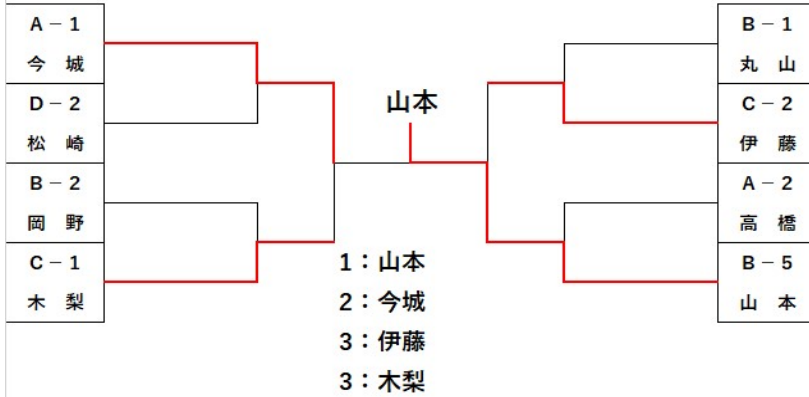 A－1
今　城
D－2
松　崎
B－2
岡　野
C－1
木　梨
山本
1：山本
2：今城
3：伊藤
3：木梨
B－1
丸　山
C－2
伊　藤
A－2
高　橋
B－5
山　本